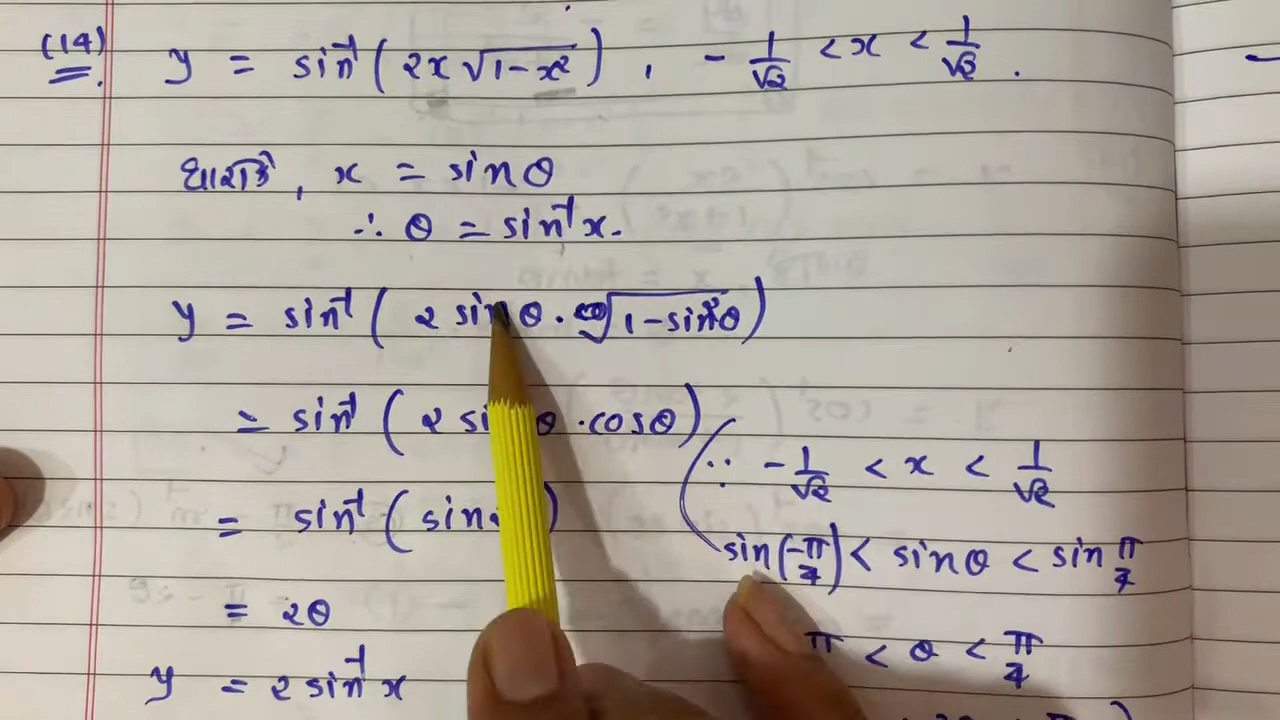 (14) y = sin⁻¹(2x√1-x²), -1/√2 < x < 1/√2.
ધારો કે, x = sinθ
∴ θ = sin⁻¹x.
y = sin⁻¹(2 sinθ · √1-sin²θ)
= sin⁻¹(2 sinθ · cosθ)
∵ -1/√2 < x < 1/√2
= sin⁻¹(sin
sin(-π/4) < sinθ < sin π/4
= 2θ
π < θ < π/4
y = 2 sin⁻¹x